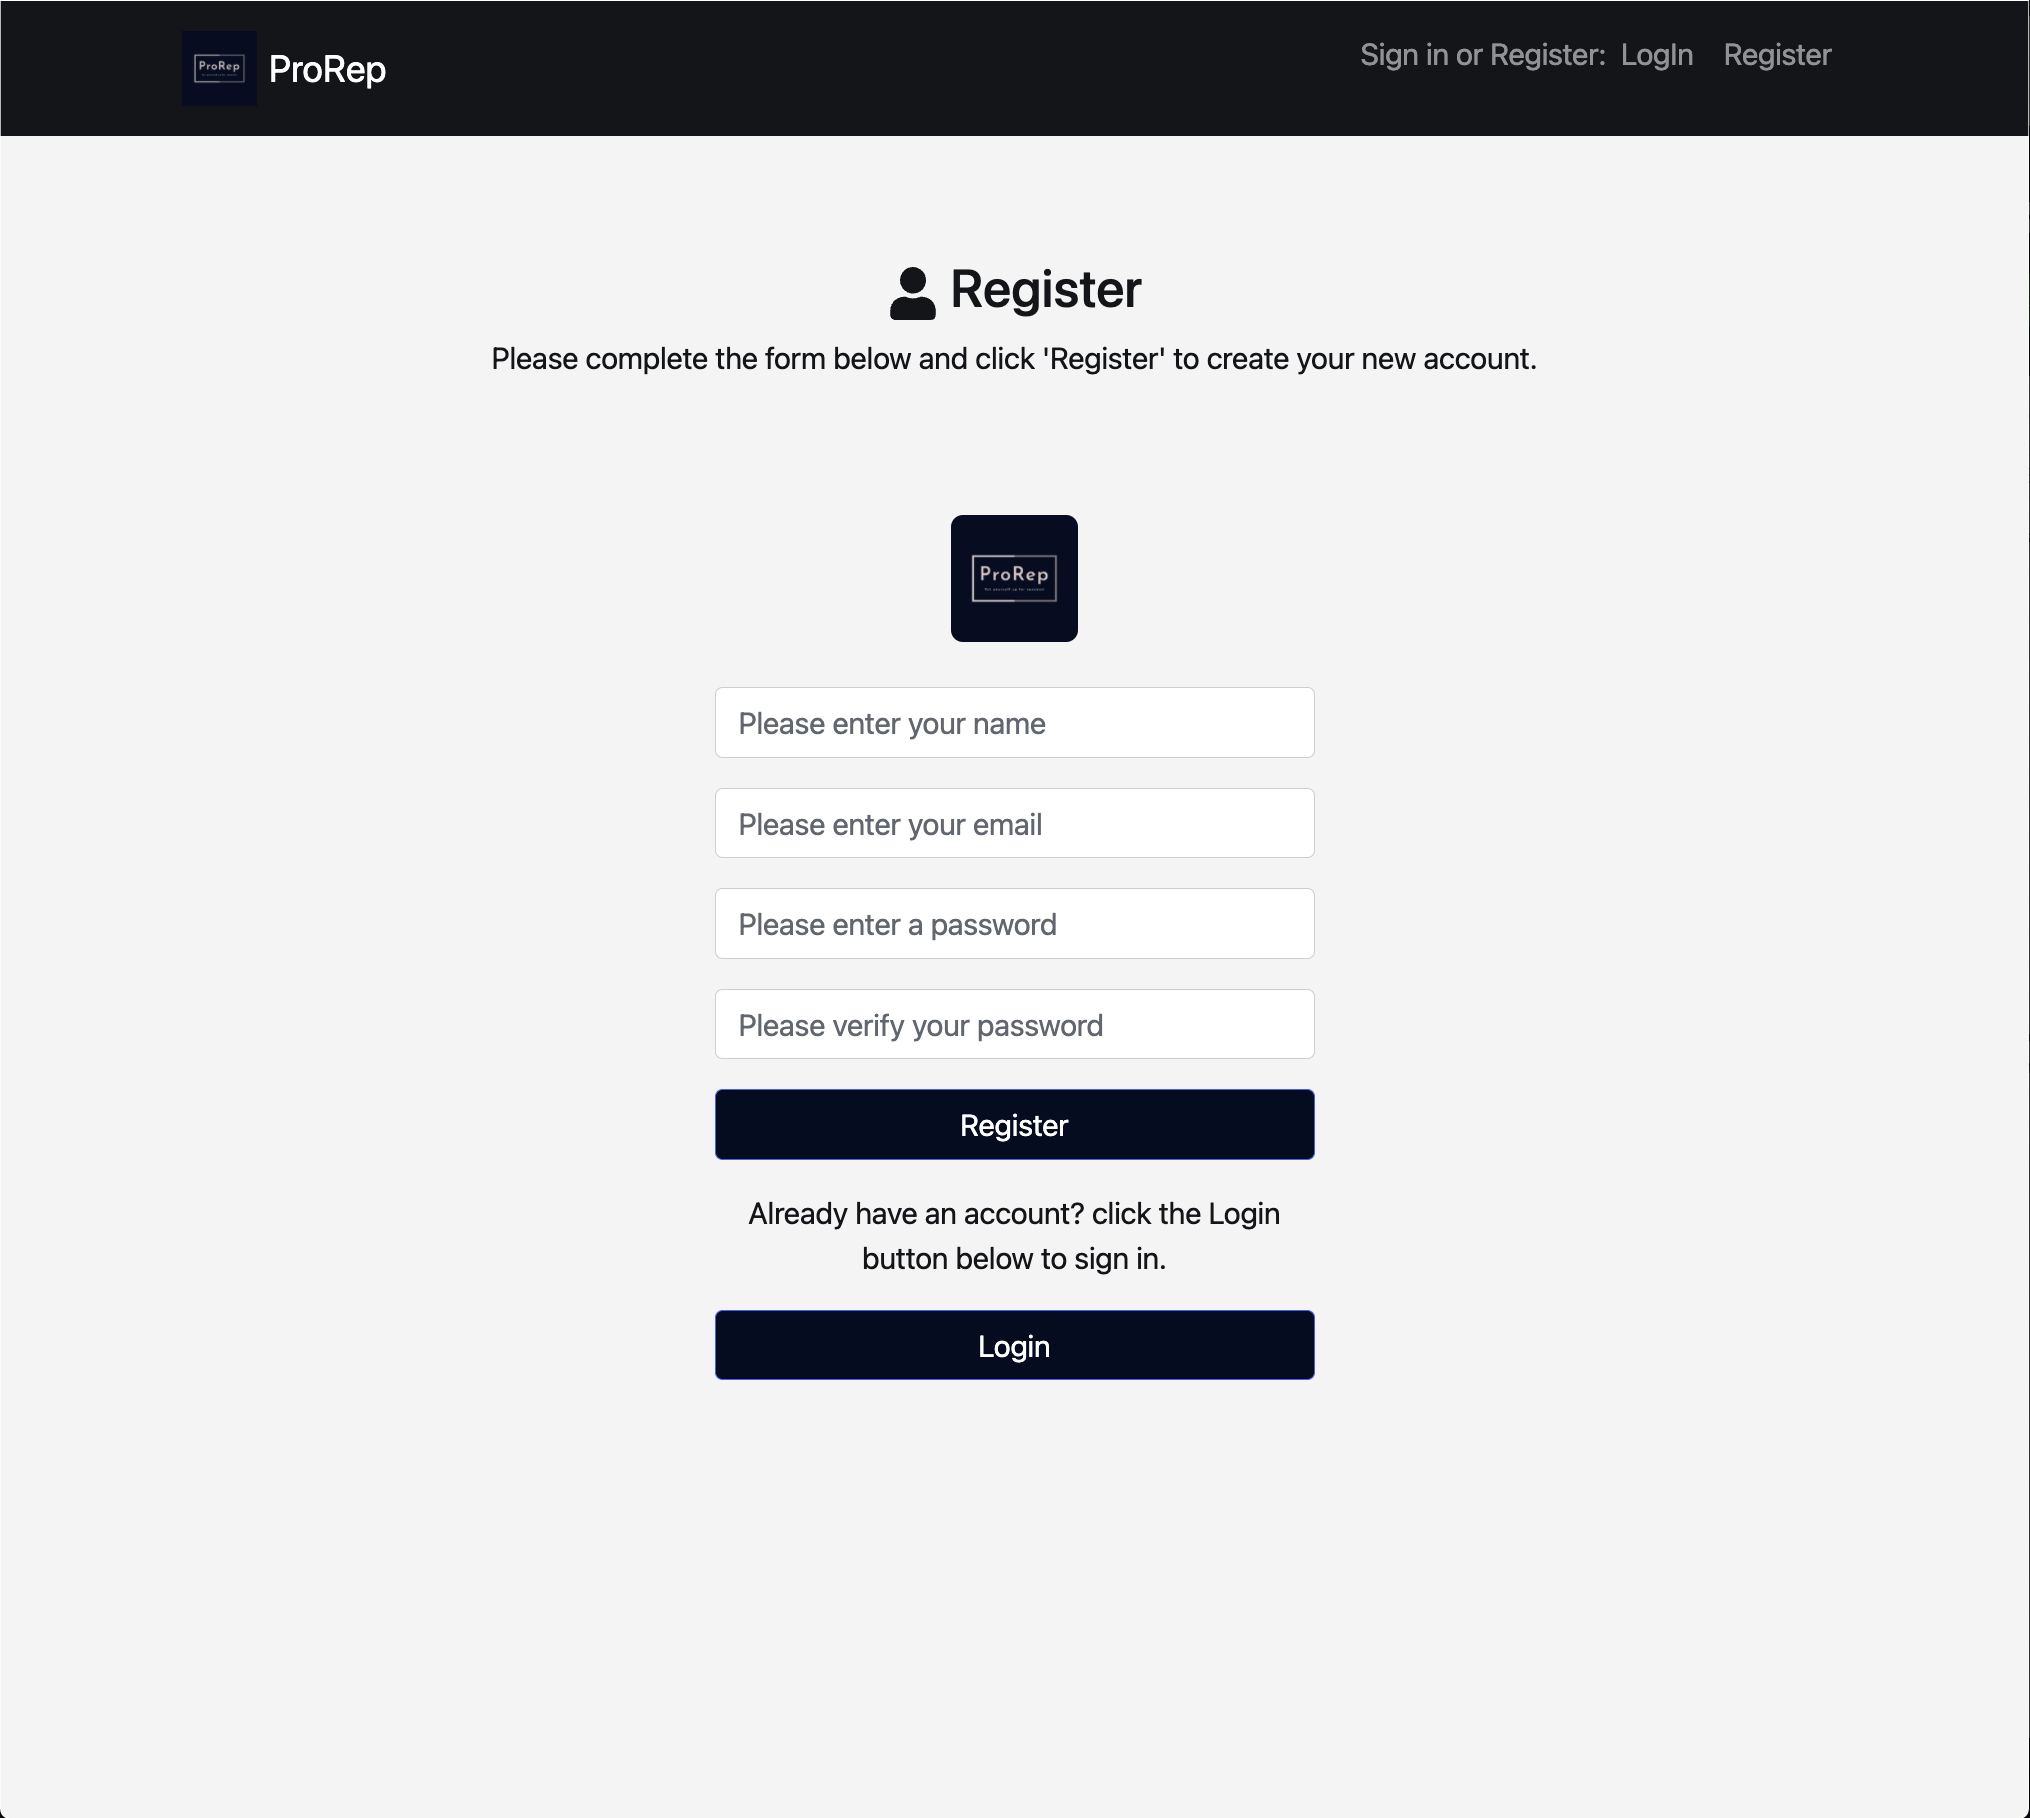 ProRep
ProRep
Sign in or Register: LogIn Register
Register
Please complete the form below and click 'Register' to create your new account.
ProRep
Please enter your name
Please enter your email
Please enter a password
Please verify your password
Register
Already have an account? click the Login
button below to sign in.
Login